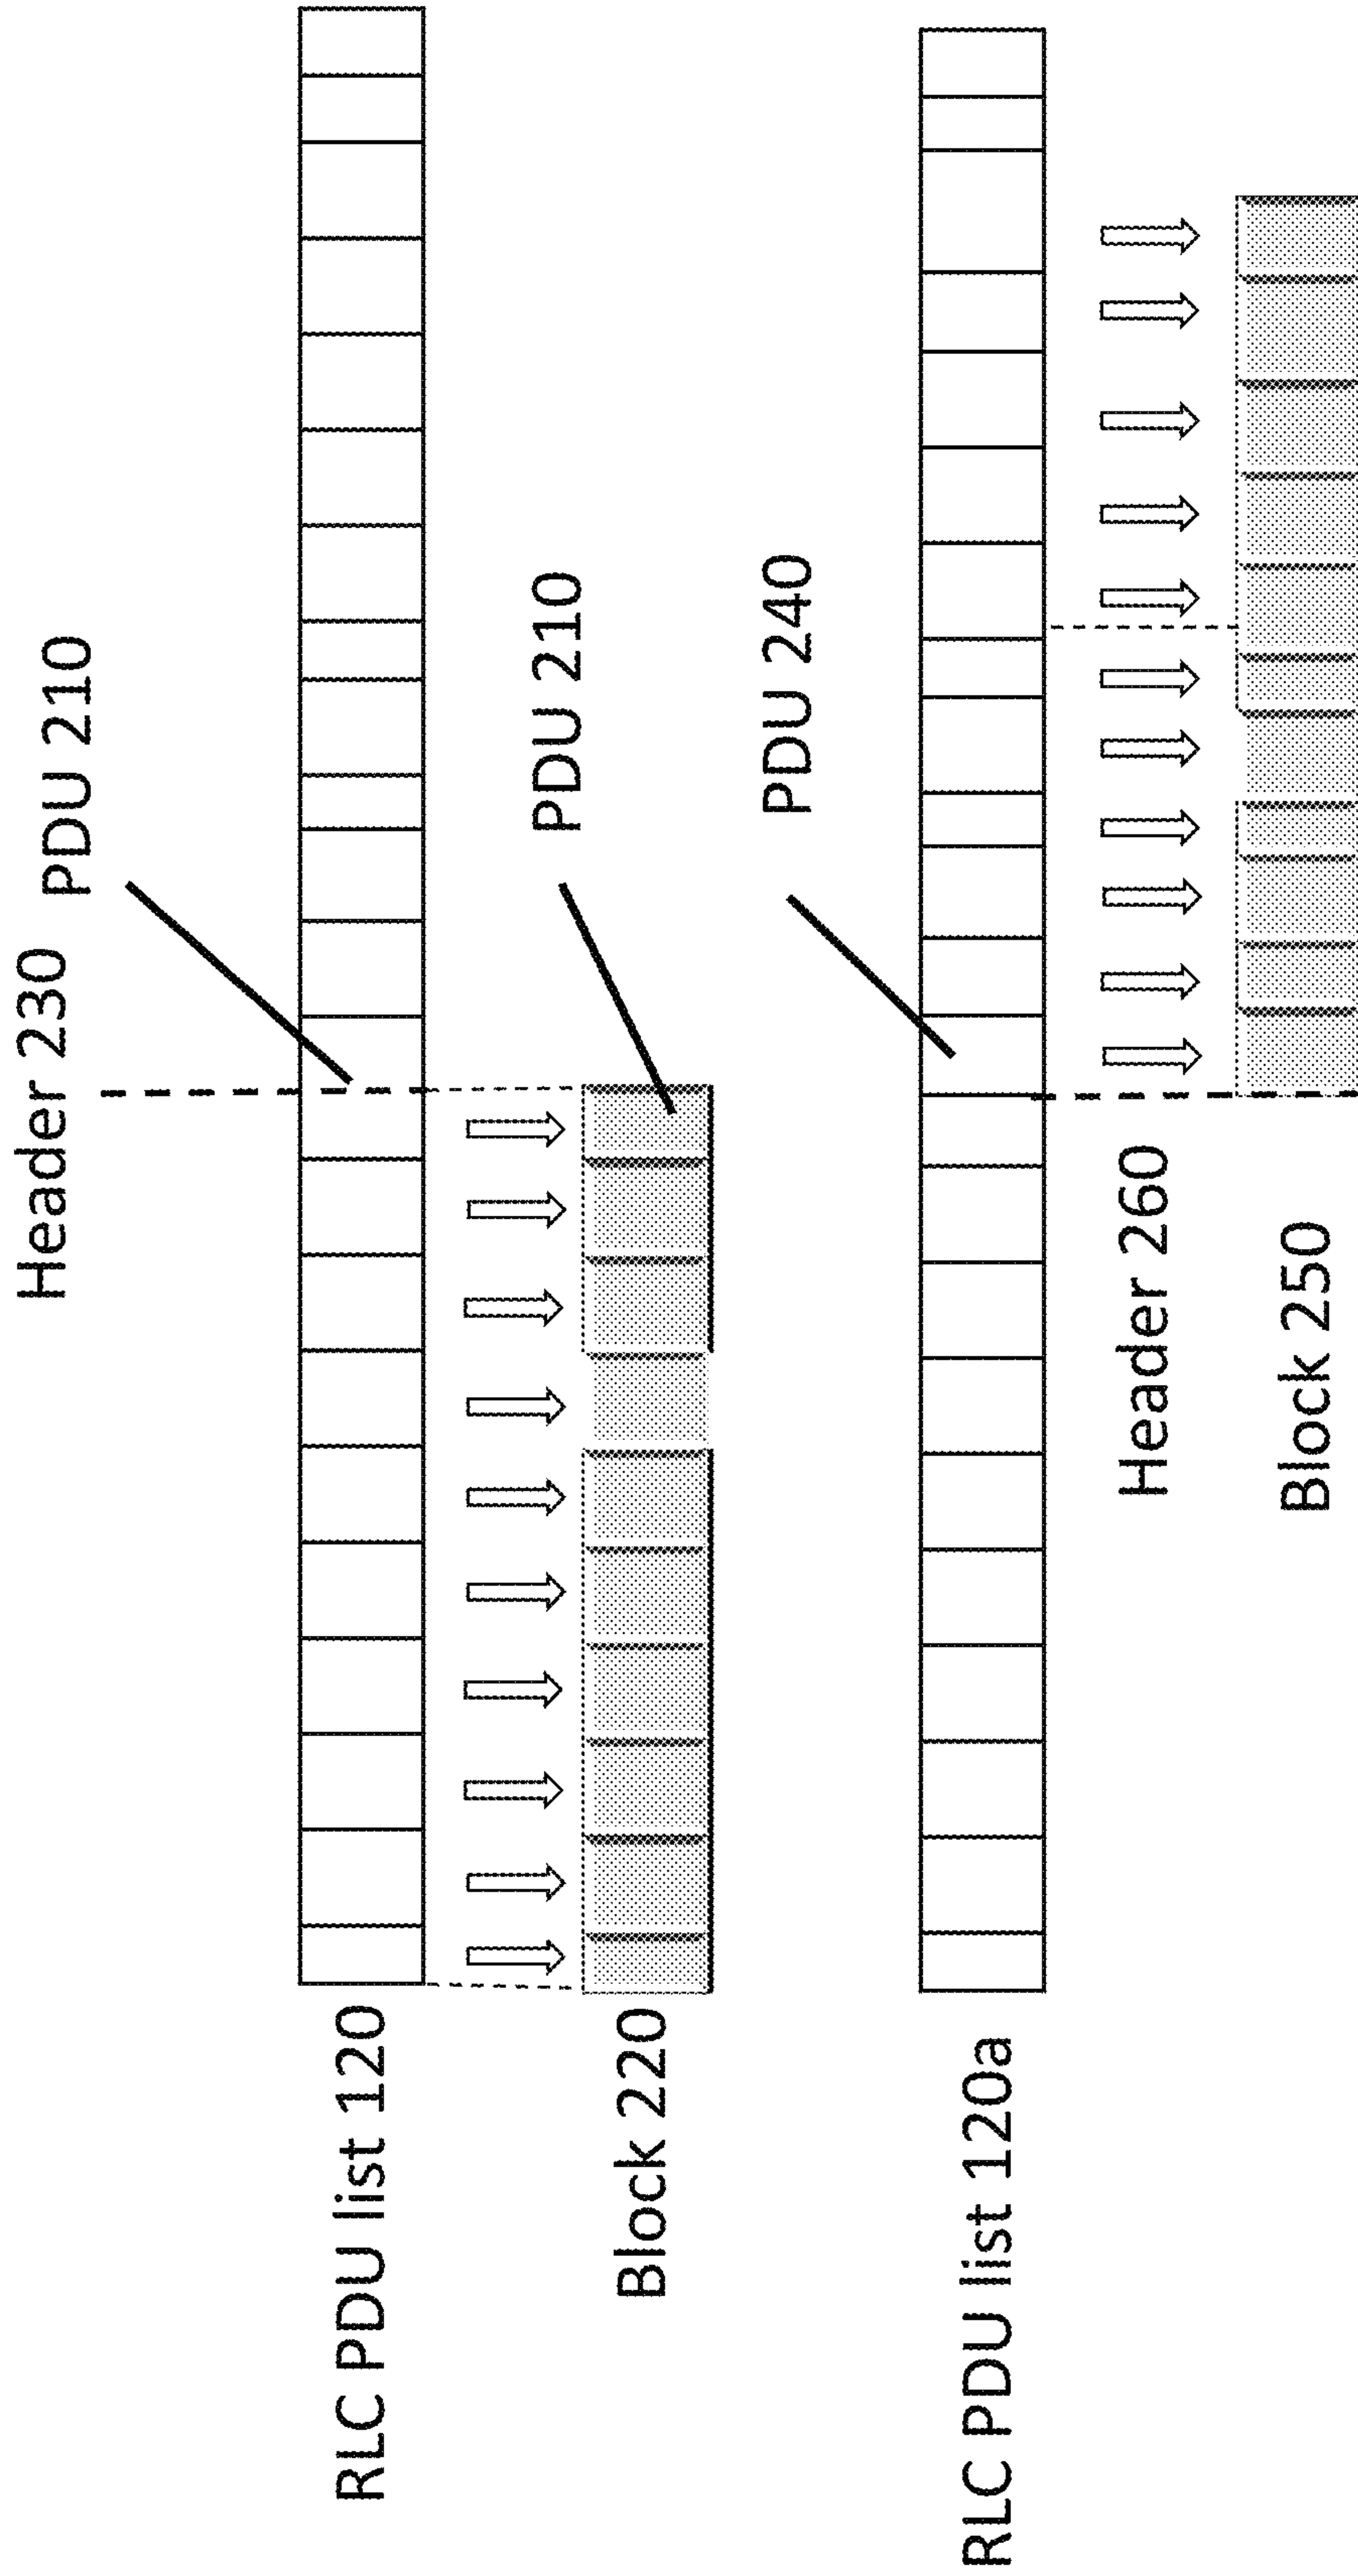 Header 230
PDU 210
RLC PDU list 120
PDU 210
Block 220
PDU 240
RLC PDU list 120a
Header 260
Block 250